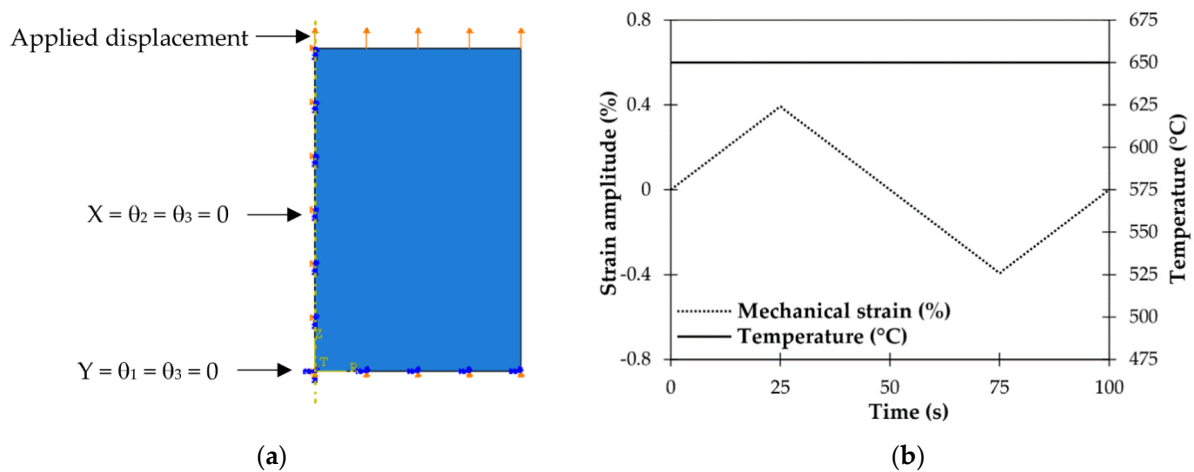 Applied displacement
X = θ2 = θ3 = 0
Y = θ1 = θ3 = 0
Z
T
R
(a)
0.8
0.4
0
-0.4
-0.8
Strain amplitude (%)
675
650
625
600
575
550
525
500
475
Temperature (°C)
Mechanical strain (%)
Temperature (°C)
0
25
50
75
100
Time (s)
(b)